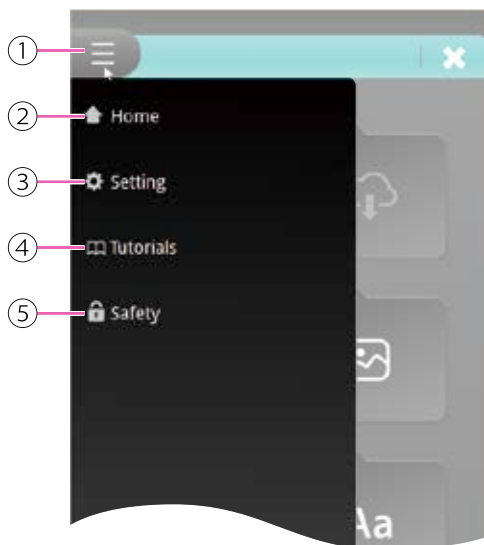 ①
② Home
③ Setting
④ Tutorials
⑤ Safety
Aa